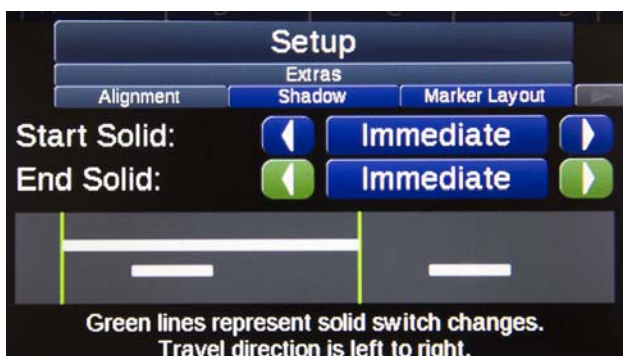 Setup
Extras
Alignment Shadow Marker Layout
Start Solid: Immediate
End Solid: Immediate
Green lines represent solid switch changes.
Travel direction is left to right.